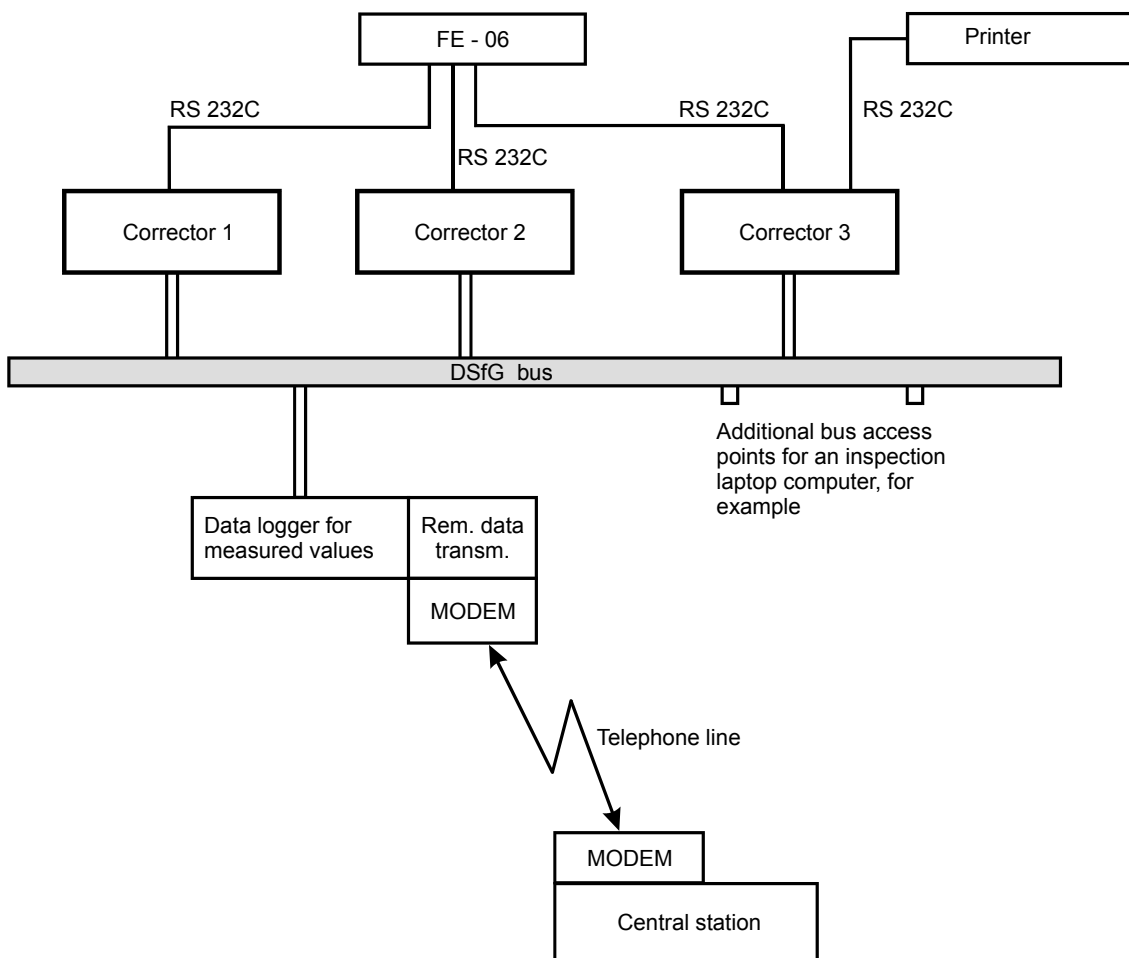 FE - 06
Printer
RS 232C
RS 232C
RS 232C
RS 232C
Corrector 1
Corrector 2
Corrector 3
DSfG bus
Additional bus access
points for an inspection
laptop computer, for
example
Data logger for
measured values
Rem. data
transm.
MODEM
Telephone line
MODEM
Central station